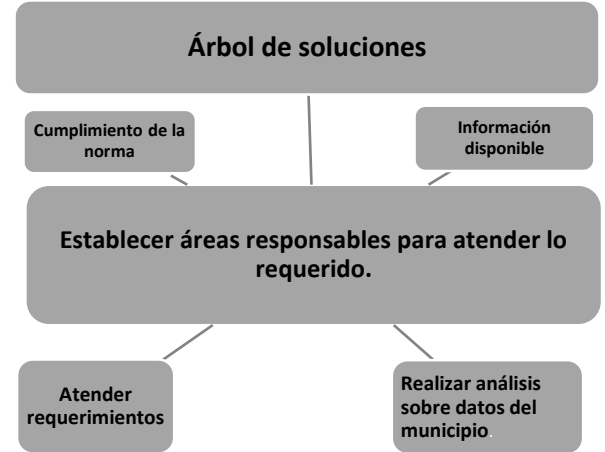 Árbol de soluciones
Cumplimiento de la
norma
Información
disponible
Establecer áreas responsables para atender lo
requerido.
Atender
requerimientos
Realizar análisis
sobre datos del
municipio.